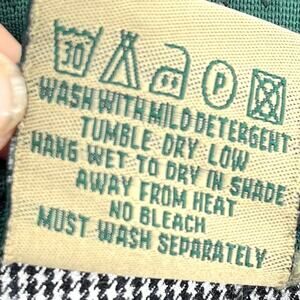 30 P
WASH WITH MILD DETERGENT
TUMBLE DRY LOW
HANG WET TO DRY IN SHADE
AWAY FROM HEAT
NO BLEACH
MUST WASH SEPARATELY